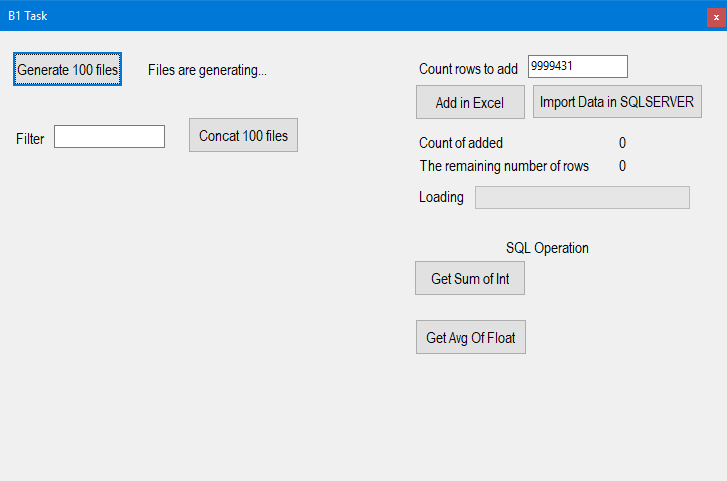 B1 Task
x
Generate 100 files
Files are generating...
Filter
Concat 100 files
Count rows to add
9999431
Add in Excel
Import Data in SQLSERVER
Count of added
0
The remaining number of rows
0
Loading
SQL Operation
Get Sum of Int
Get Avg Of Float